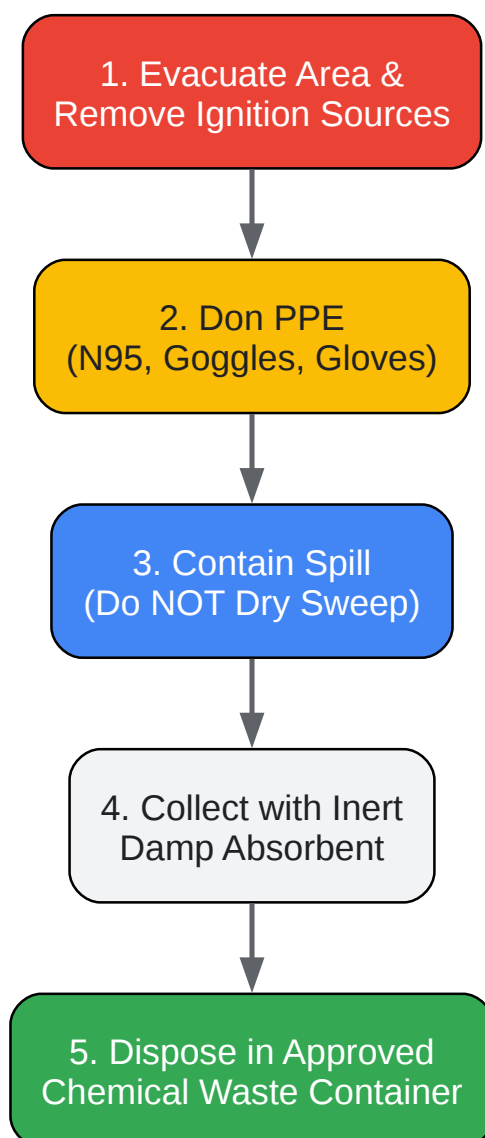 1. Evacuate Area &
Remove Ignition Sources
2. Don PPE
(N95, Goggles, Gloves)
3. Contain Spill
(Do NOT Dry Sweep)
4. Collect with Inert
Damp Absorbent
5. Dispose in Approved
Chemical Waste Container